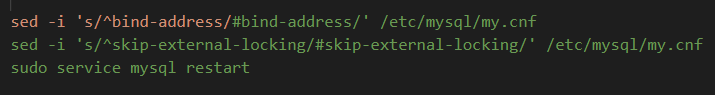 sed -i 's/^bind-address/#bind-address/' /etc/mysql/my.cnf
sed -i 's/^skip-external-locking/#skip-external-locking/' /etc/mysql/my.cnf
sudo service mysql restart